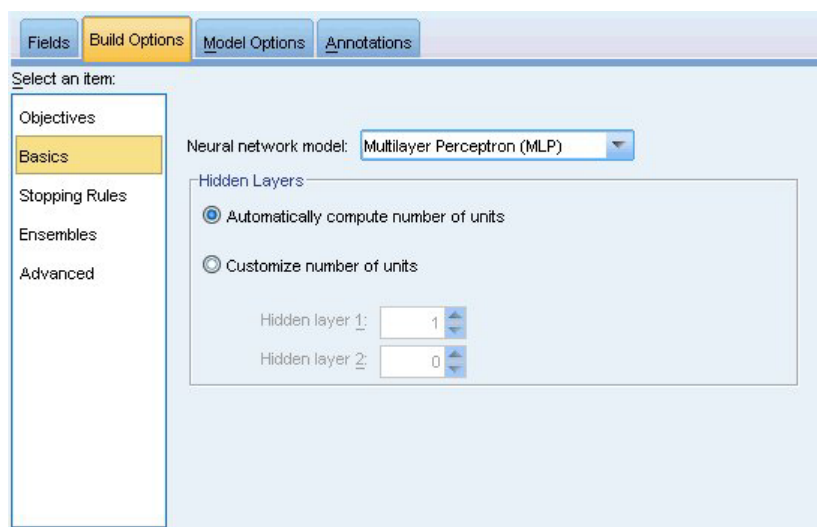 Fields Build Options Model Options Annotations
Select an item:
Objectives
Basics
Stopping Rules
Ensembles
Advanced
Neural network model: Multilayer Perceptron (MLP)
Hidden Layers
Automatically compute number of units
Customize number of units
Hidden layer 1: 1
Hidden layer 2: 0